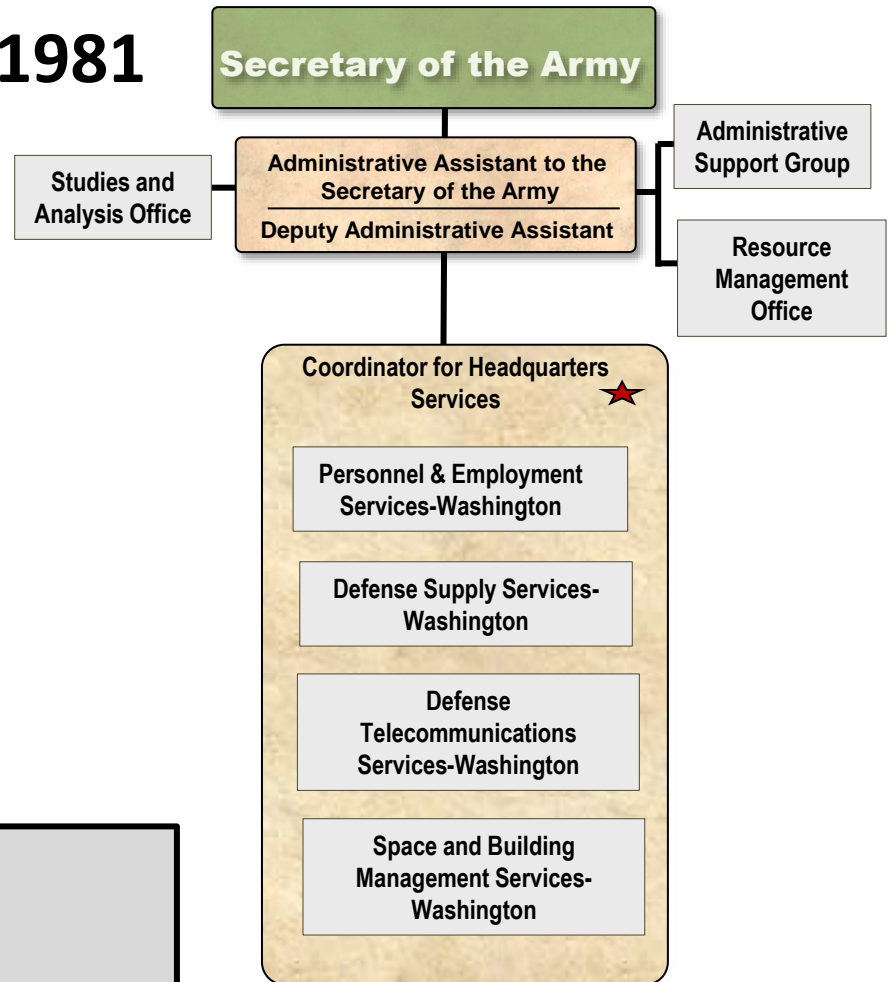 1981
Secretary of the Army
Administrative Assistant to the
Secretary of the Army
Deputy Administrative Assistant
Studies and
Analysis Office
Administrative
Support Group
Resource
Management
Office
Coordinator for Headquarters
Services
Personnel & Employment
Services-Washington
Defense Supply Services-
Washington
Defense
Telecommunications
Services-Washington
Space and Building
Management Services-
Washington